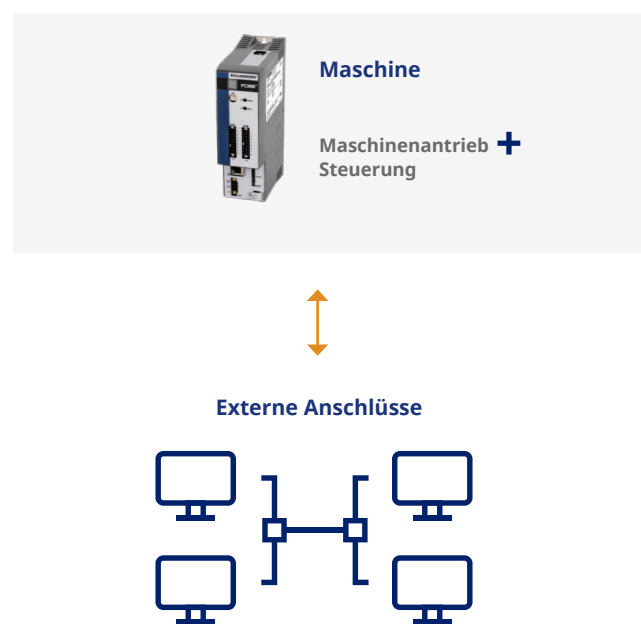 Maschine
Maschinenantrieb +
Steuerung
Externe Anschlüsse